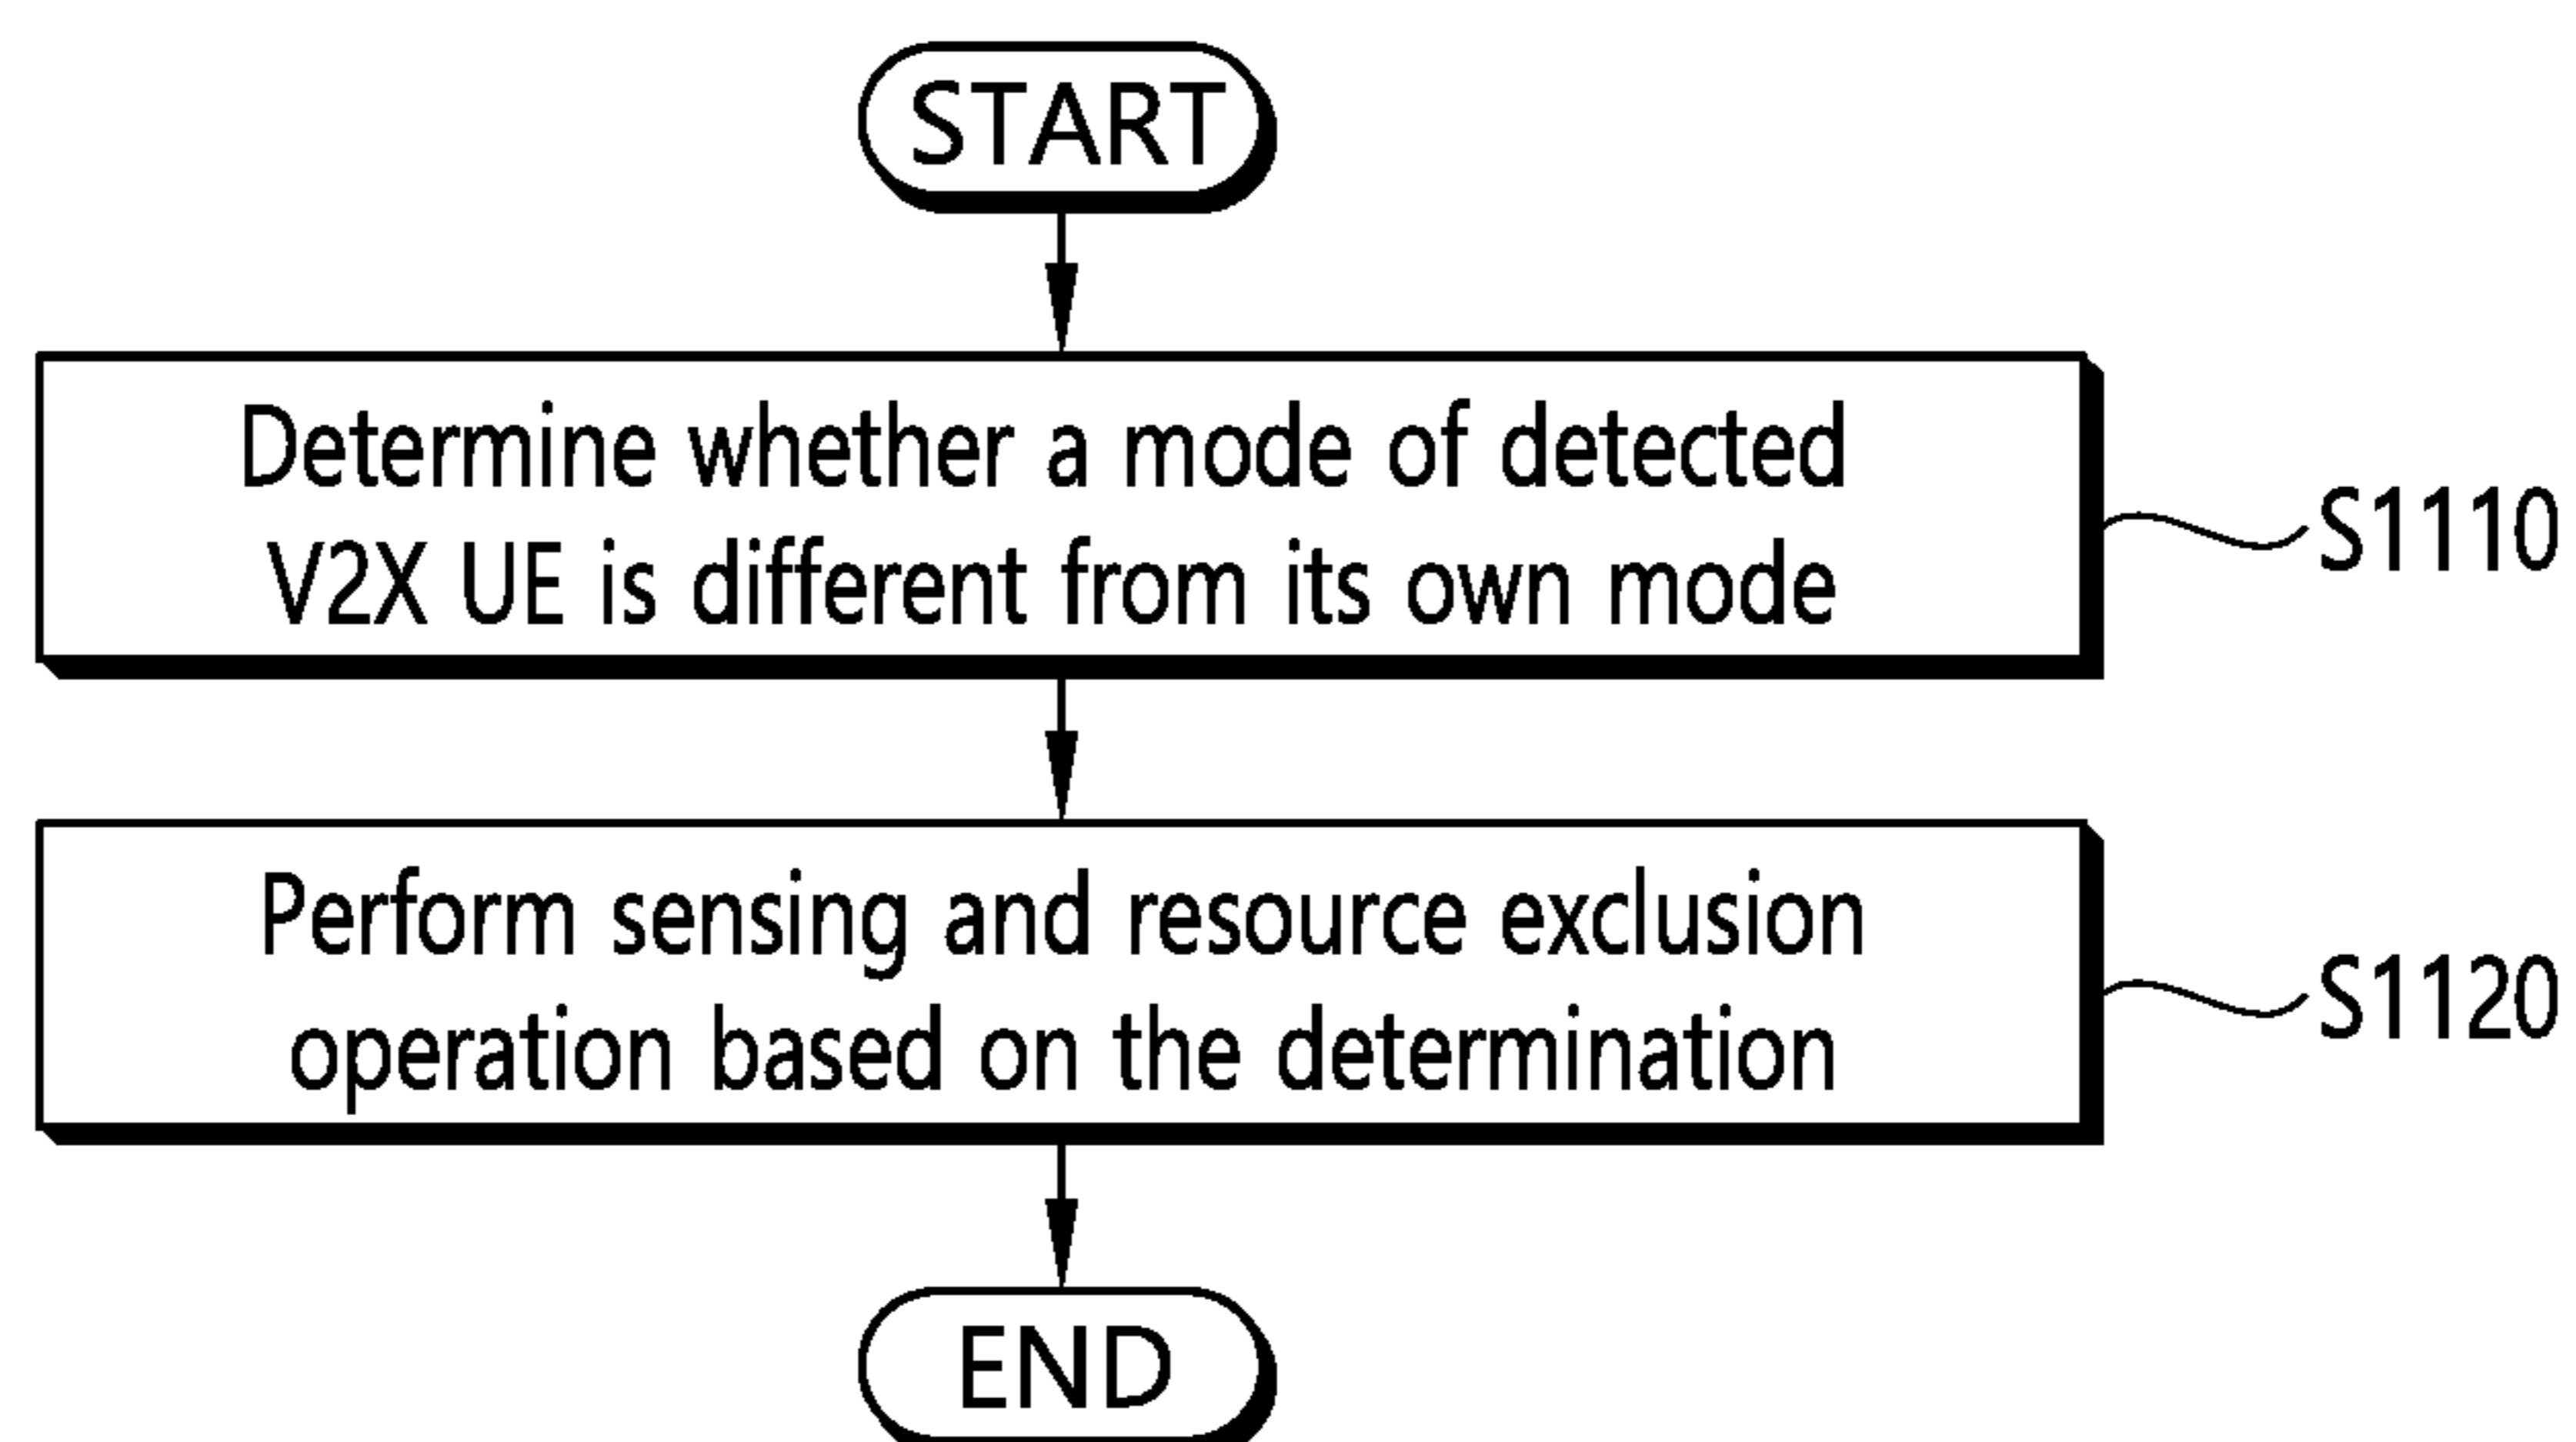 START
Determine whether a mode of detected
V2X UE is different from its own mode
S1110
Perform sensing and resource exclusion
operation based on the determination
S1120
END